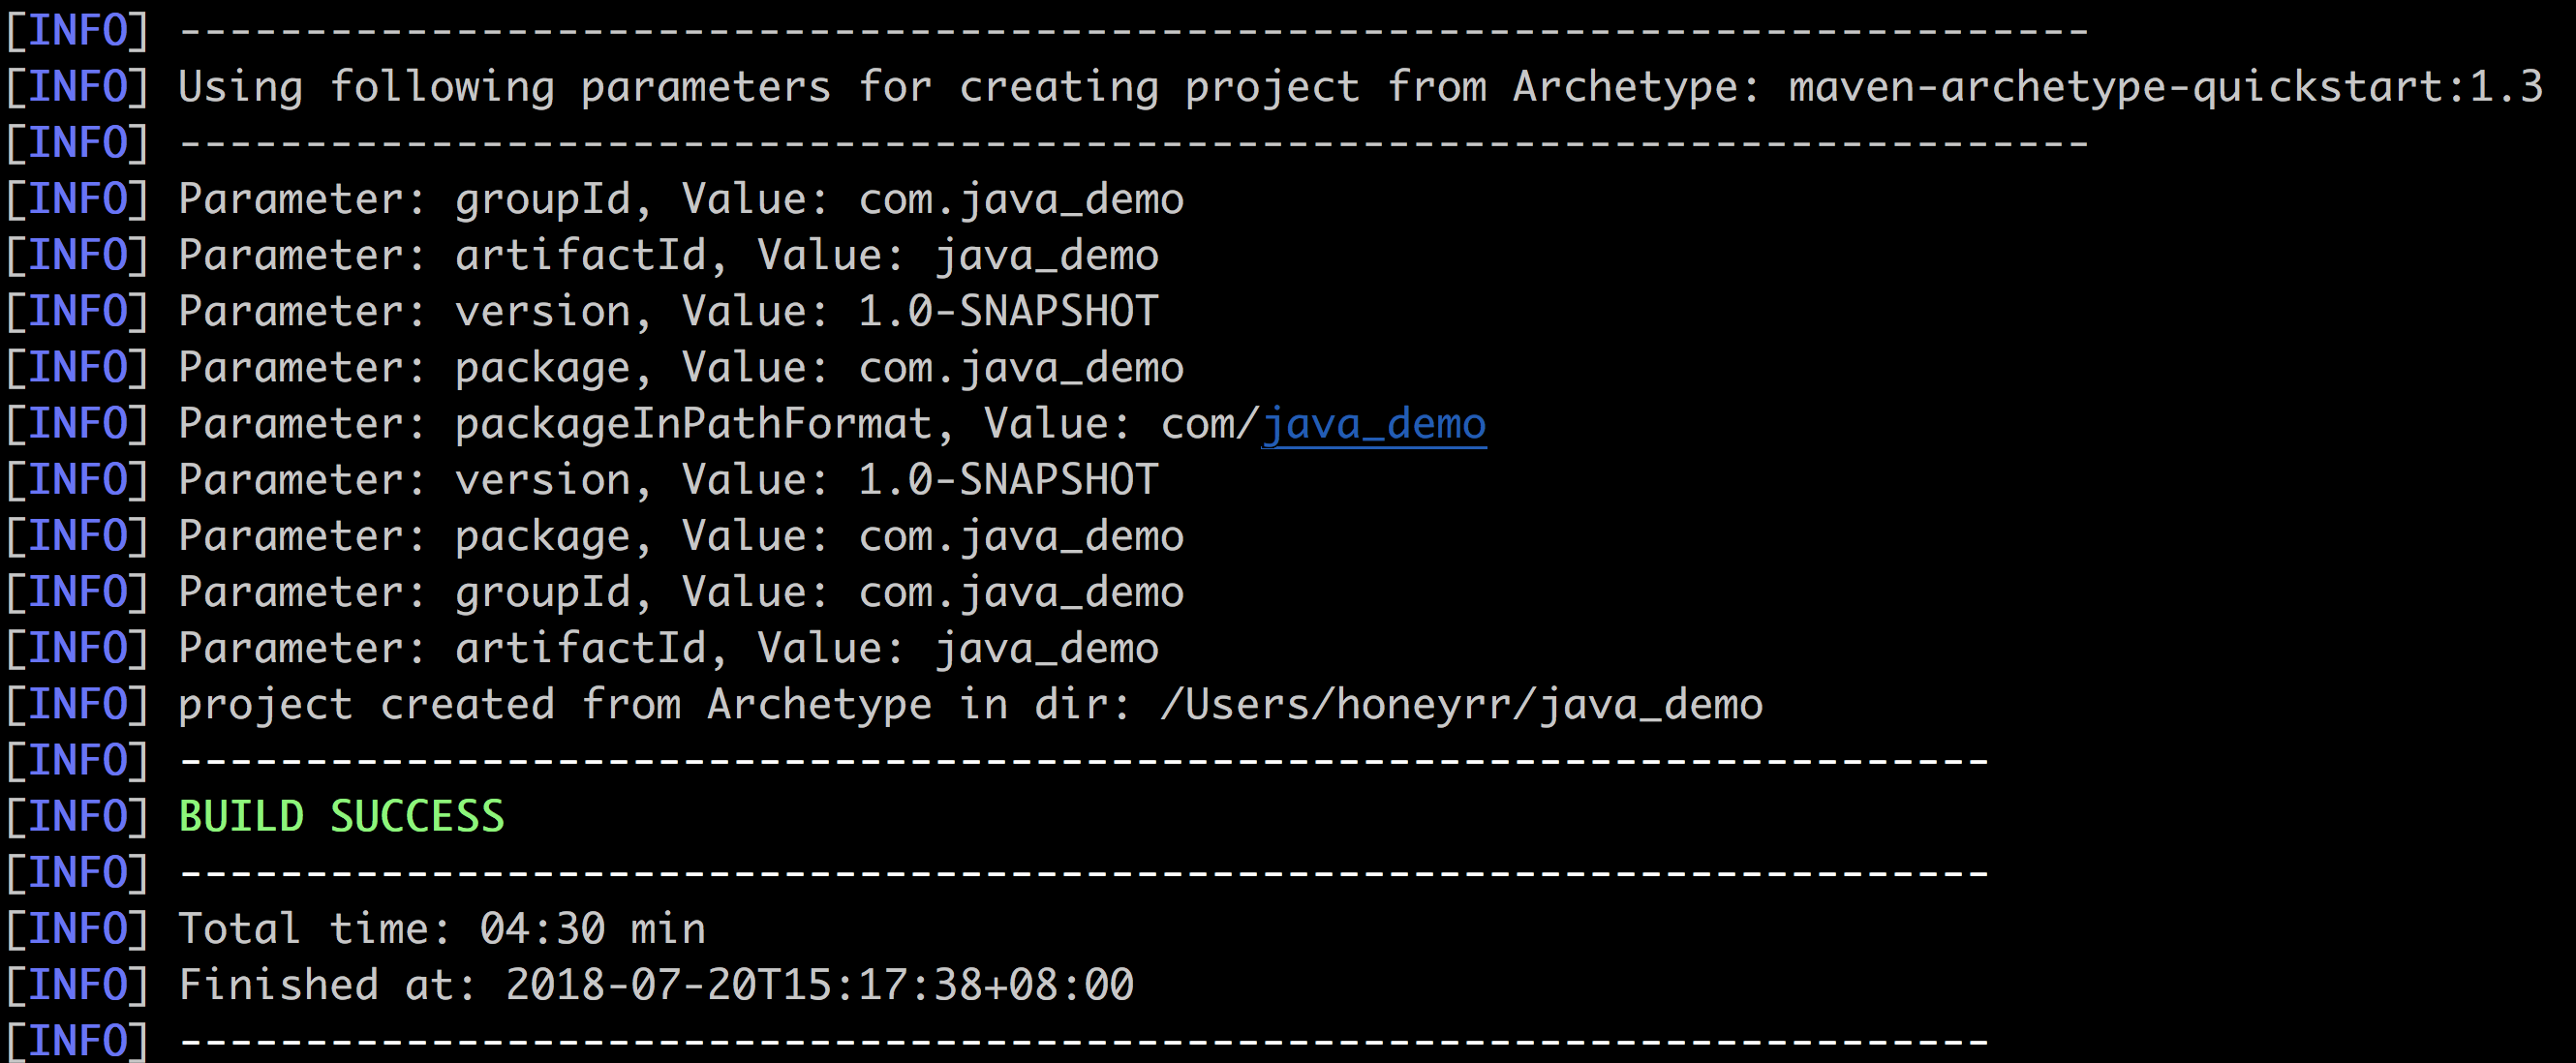 [INFO] ----------------------------------------------------------------------------
[INFO] Using following parameters for creating project from Archetype: maven-archetype-quickstart:1.3
[INFO] ----------------------------------------------------------------------------
[INFO] Parameter: groupId, Value: com.java_demo
[INFO] Parameter: artifactId, Value: java_demo
[INFO] Parameter: version, Value: 1.0-SNAPSHOT
[INFO] Parameter: package, Value: com.java_demo
[INFO] Parameter: packageInPathFormat, Value: com/java_demo
[INFO] Parameter: version, Value: 1.0-SNAPSHOT
[INFO] Parameter: package, Value: com.java_demo
[INFO] Parameter: groupId, Value: com.java_demo
[INFO] Parameter: artifactId, Value: java_demo
[INFO] project created from Archetype in dir: /Users/honeyrr/java_demo
[INFO] ------------------------------------------------------------------------
[INFO] BUILD SUCCESS
[INFO] ------------------------------------------------------------------------
[INFO] Total time: 04:30 min
[INFO] Finished at: 2018-07-20T15:17:38+08:00
[INFO] ------------------------------------------------------------------------